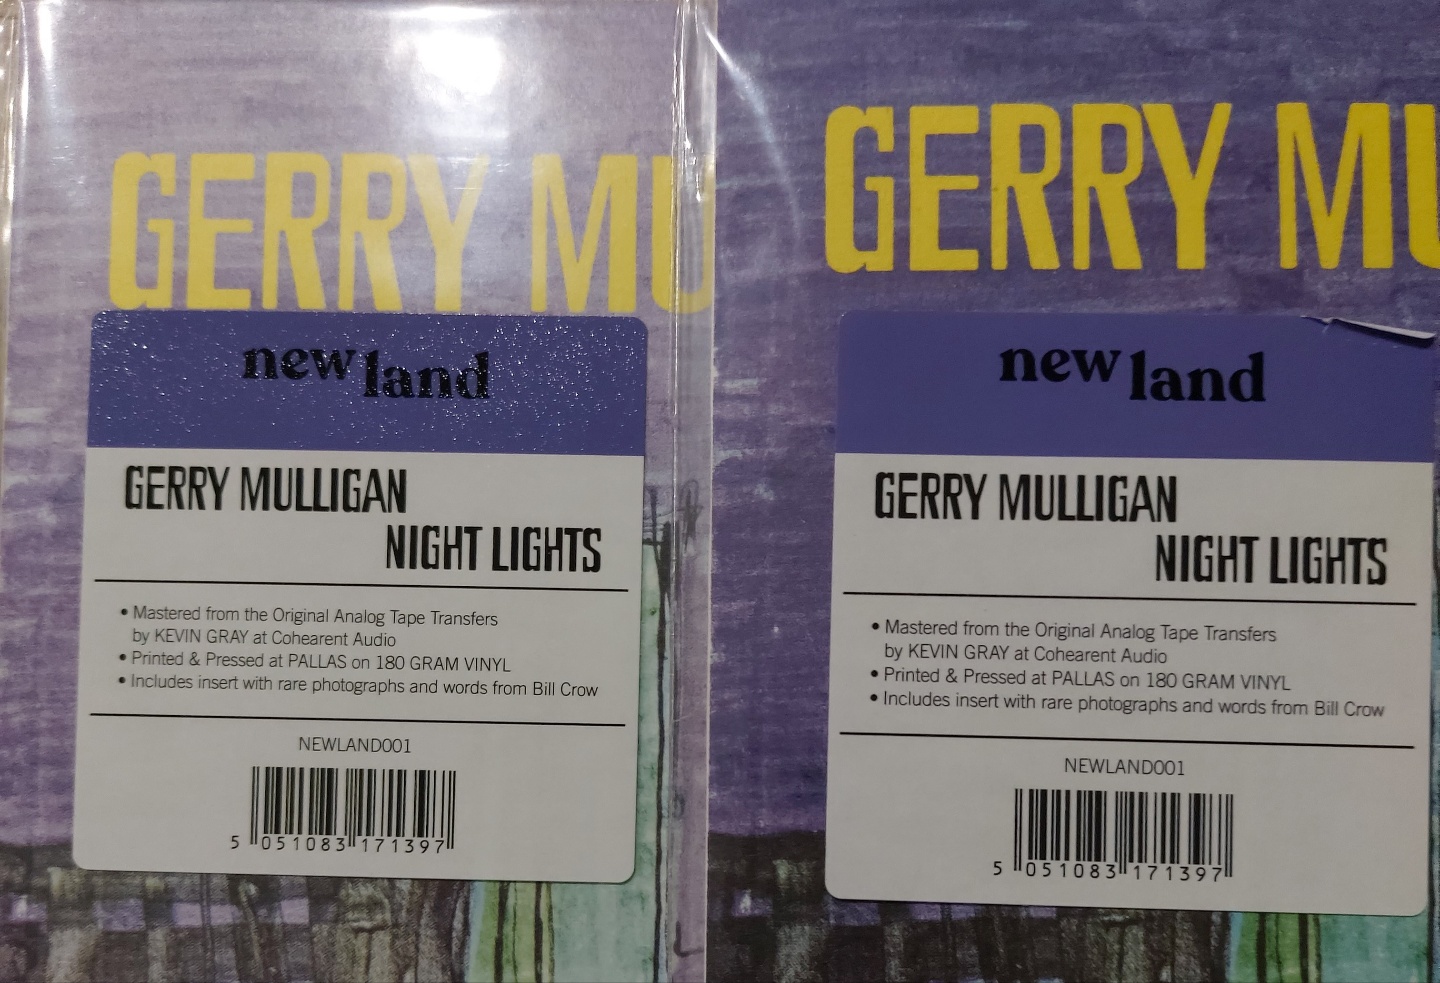 GERRY MU
new land
GERRY MULLIGAN
NIGHT LIGHTS
• Mastered from the Original Analog Tape Transfers
by KEVIN GRAY at Cohearent Audio
• Printed & Pressed at PALLAS on 180 GRAM VINYL
• Includes insert with rare photographs and words from Bill Crow
NEWLAND001
5 051083 171397
GERRY MU
new land
GERRY MULLIGAN
NIGHT LIGHTS
• Mastered from the Original Analog Tape Transfers
by KEVIN GRAY at Cohearent Audio
• Printed & Pressed at PALLAS on 180 GRAM VINYL
• Includes insert with rare photographs and words from Bill Crow
NEWLAND001
5 051083 171397